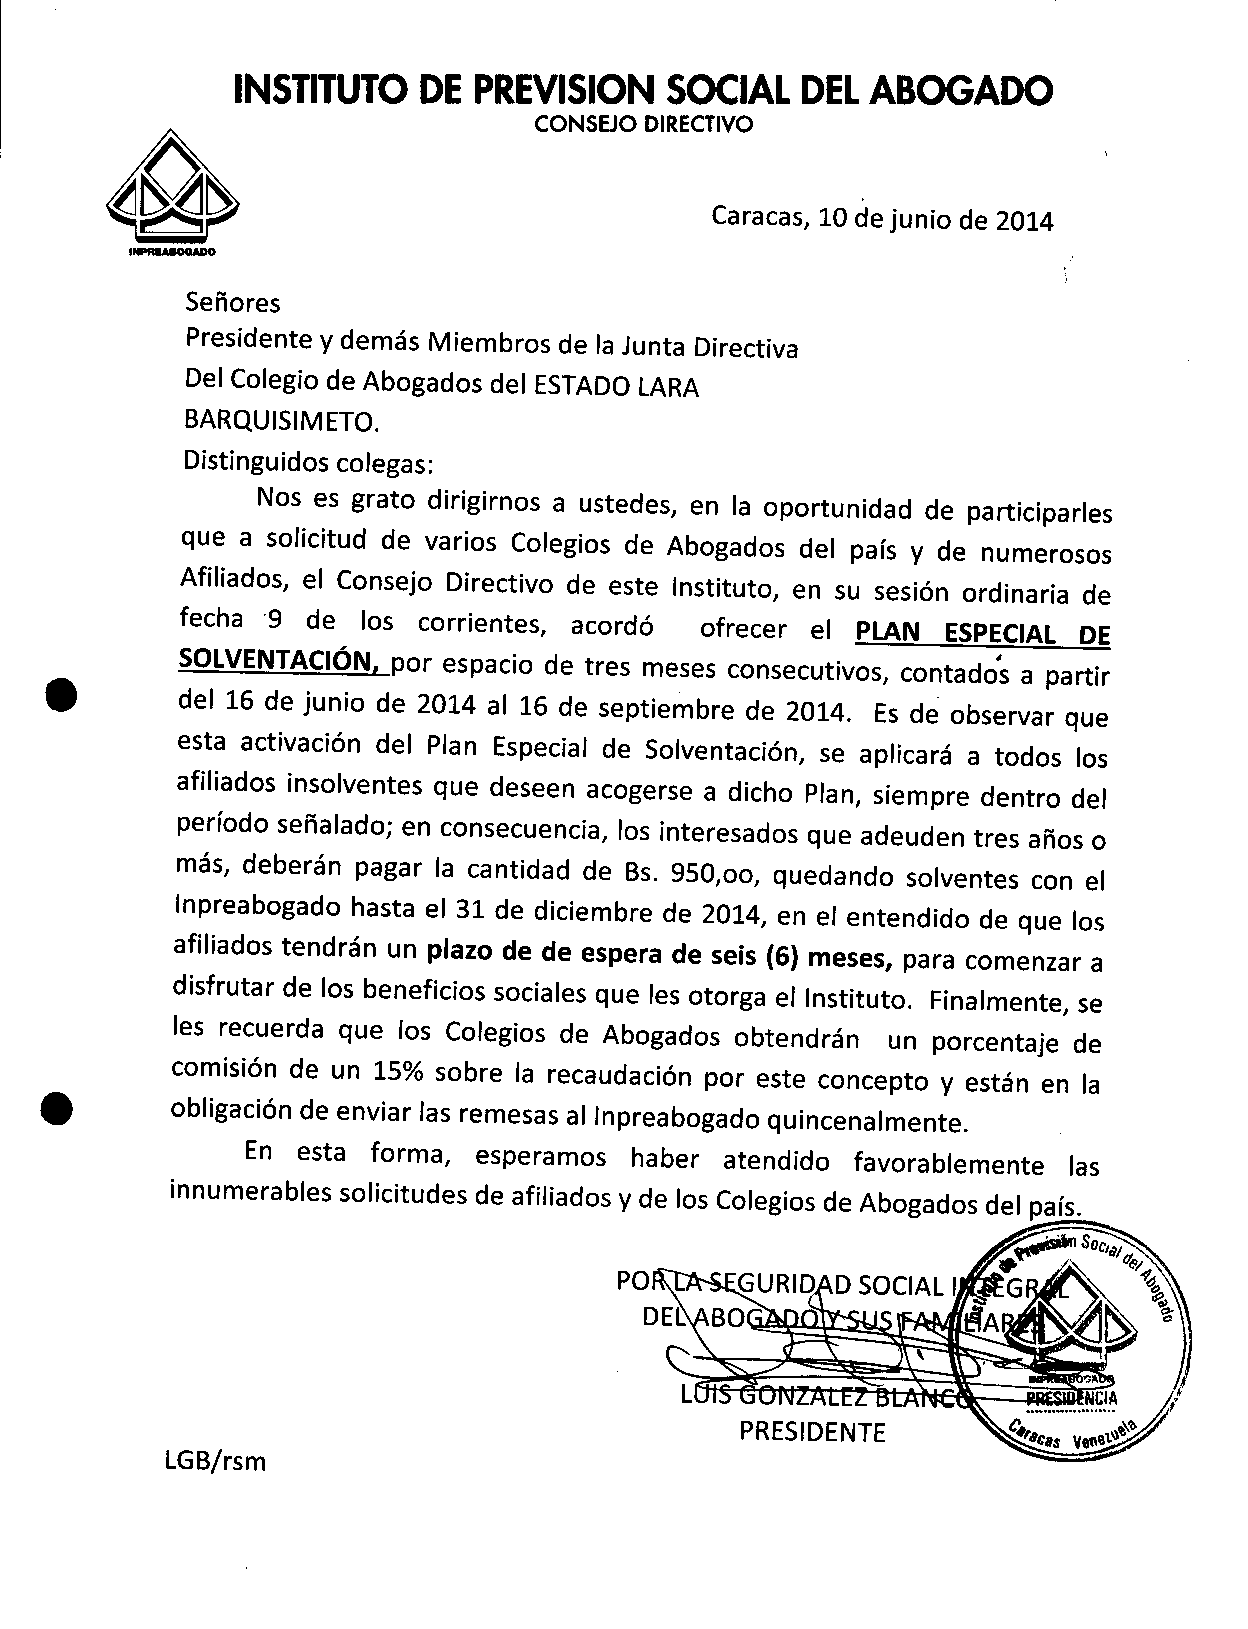 INSTITUTO DE PREVISION SOCIAL DEL ABOGADO
CONSEJO DIRECTIVO
INPREABOGADO
Caracas, 10 de junio de 2014
Señores
Presidente y demás Miembros de la Junta Directiva
Del Colegio de Abogados del ESTADO LARA
BARQUISIMETO.
Distinguidos colegas:
Nos es grato dirigirnos a ustedes, en la oportunidad de participarles
que a solicitud de varios Colegios de Abogados del país y de numerosos
Afiliados, el Consejo Directivo de este Instituto, en su sesión ordinaria de
fecha 9 de los corrientes, acordó ofrecer el PLAN ESPECIAL DE
SOLVENTACIÓN, por espacio de tres meses consecutivos, contados a partir
del 16 de junio de 2014 al 16 de septiembre de 2014. Es de observar que
esta activación del Plan Especial de Solventación, se aplicará a todos los
afiliados insolventes que deseen acogerse a dicho Plan, siempre dentro del
período señalado; en consecuencia, los interesados que adeuden tres años o
más, deberán pagar la cantidad de Bs. 950,oo, quedando solventes con el
Inpreabogado hasta el 31 de diciembre de 2014, en el entendido de que los
afiliados tendrán un plazo de de espera de seis (6) meses, para comenzar a
disfrutar de los beneficios sociales que les otorga el Instituto. Finalmente, se
les recuerda que los Colegios de Abogados obtendrán un porcentaje de
comisión de un 15% sobre la recaudación por este concepto y están en la
obligación de enviar las remesas al Inpreabogado quincenalmente.
En esta forma, esperamos haber atendido favorablemente las
innumerables solicitudes de afiliados y de los Colegios de Abogados del país.
POR LA SEGURIDAD SOCIAL INTEGRAL
DEL ABOGADO Y SUS FAMILIARES
LUIS GONZALEZ BLANCO
PRESIDENTE
Instituto de Previsión Social del Abogado
INPREABOGADO
PRESIDENCIA
Caracas Venezuela
LGB/rsm